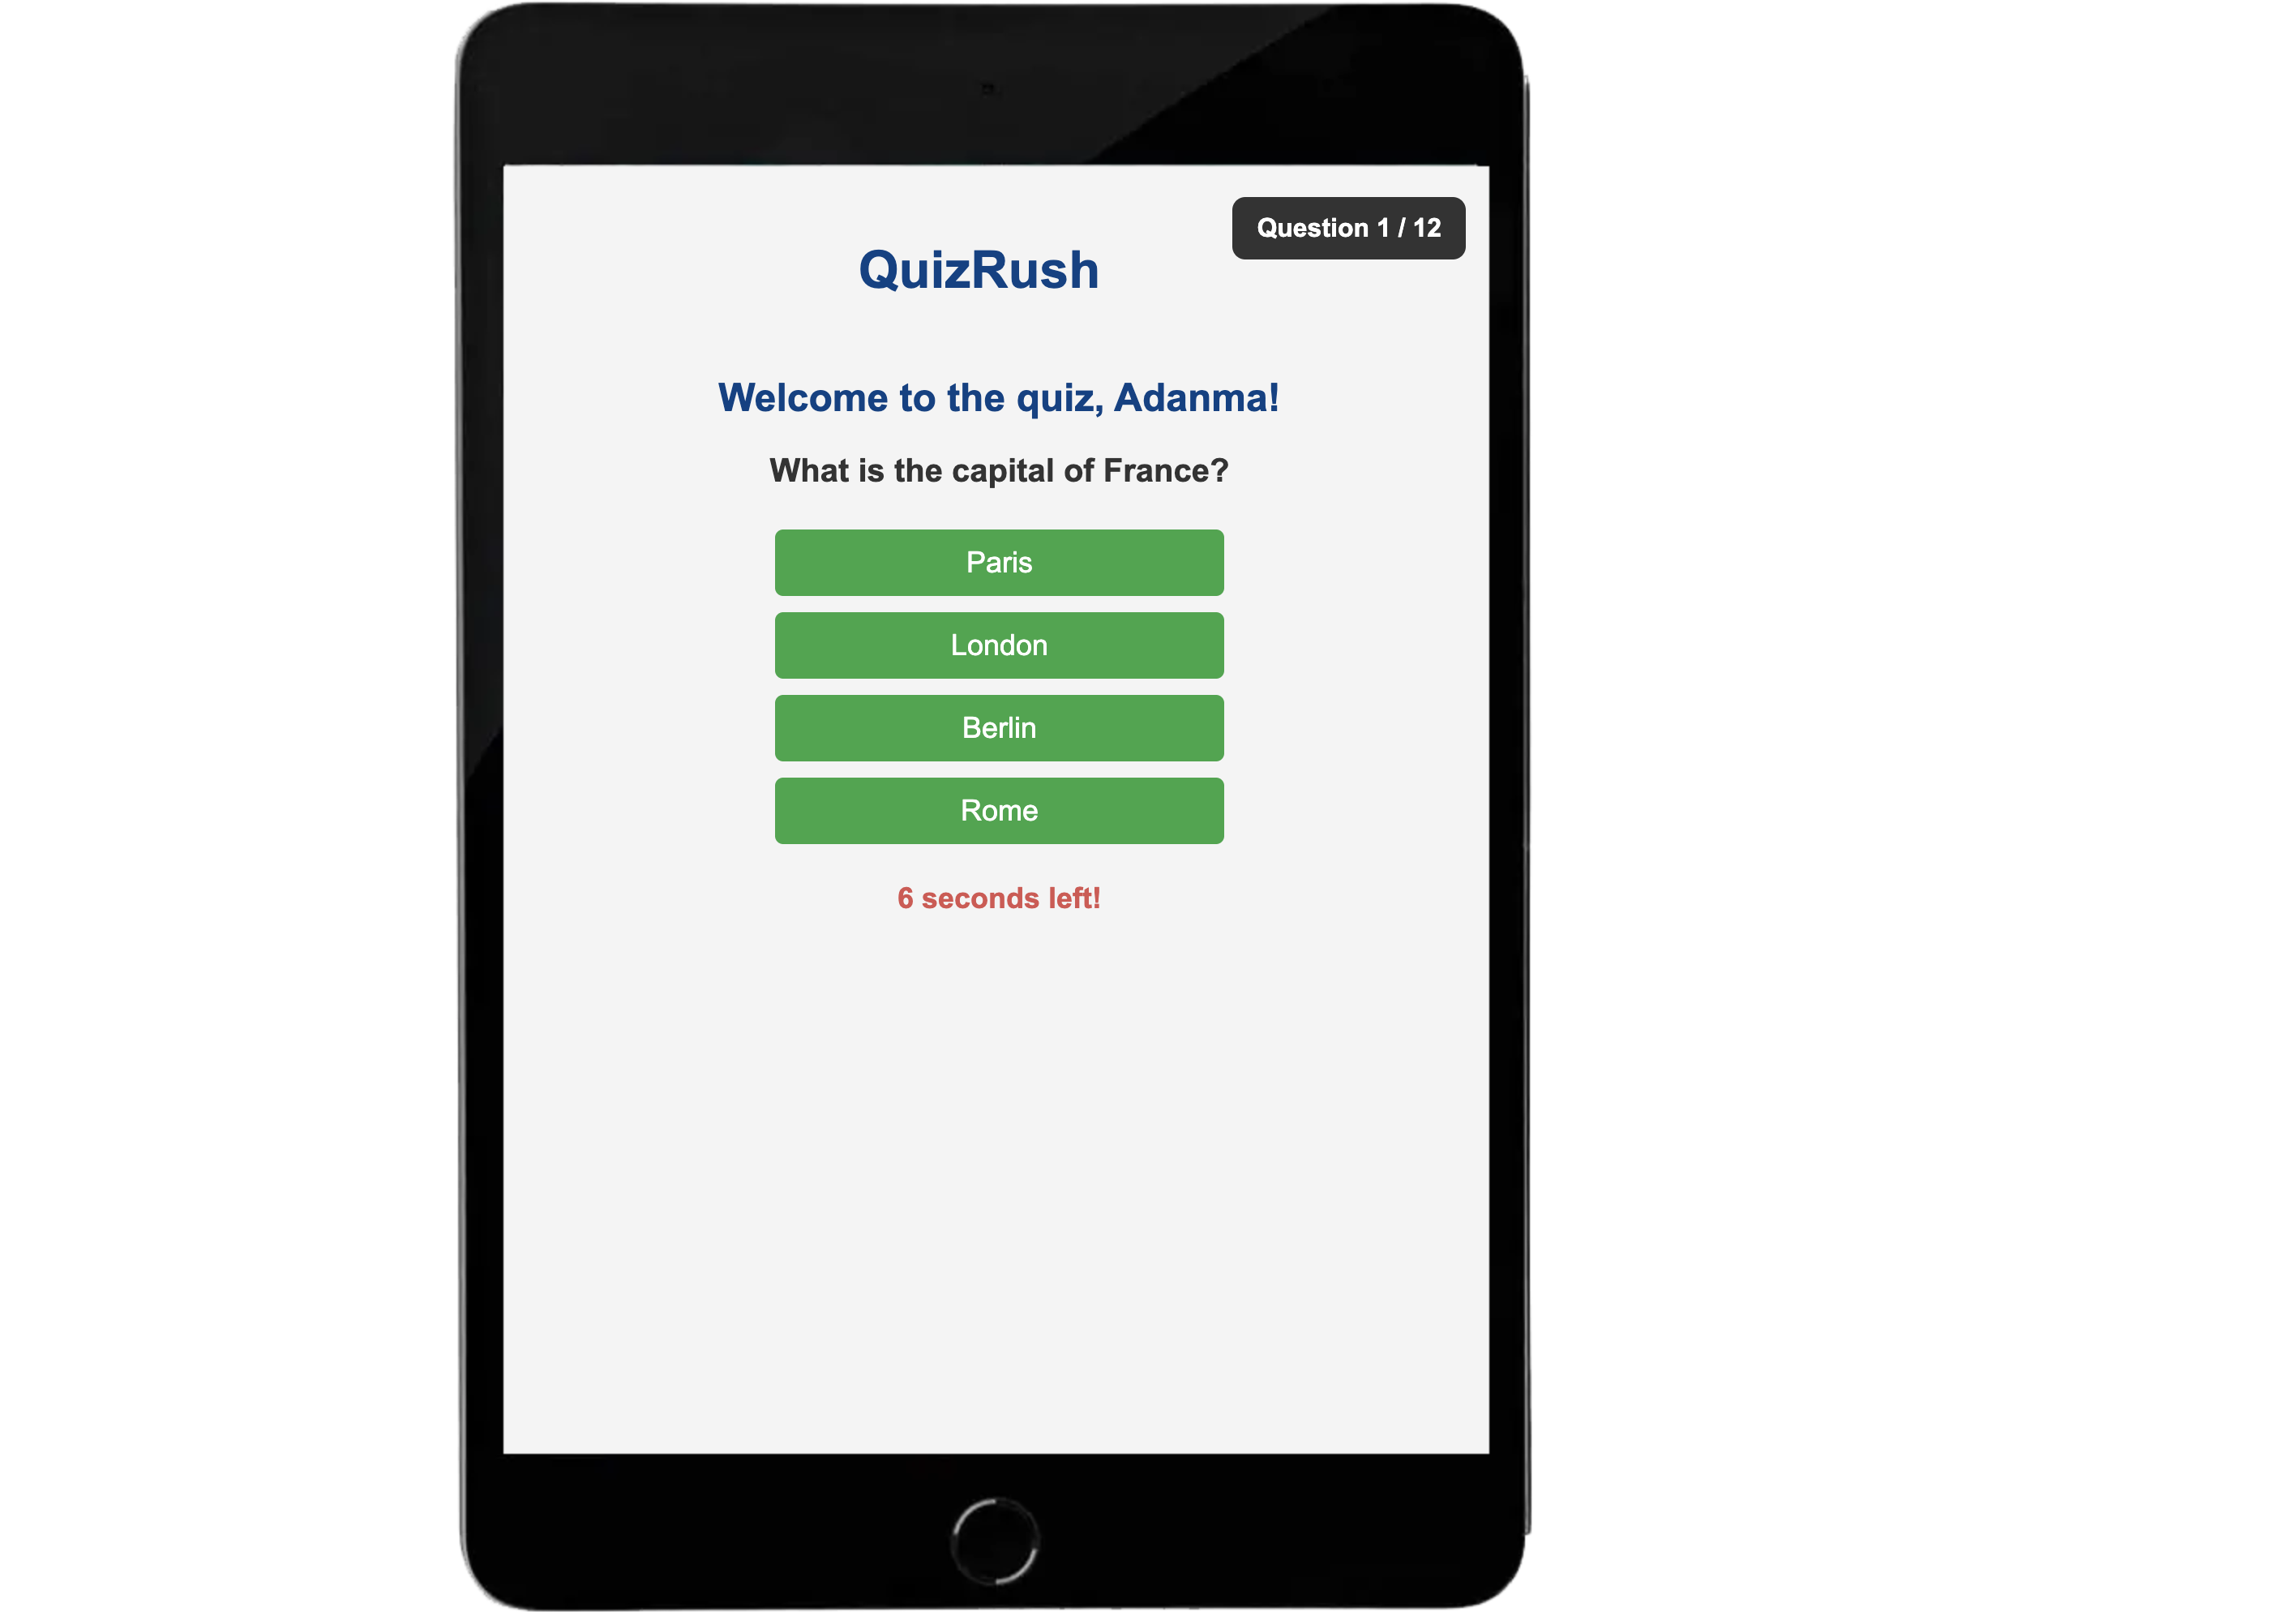 Question 1 / 12
QuizRush
Welcome to the quiz, Adanma!
What is the capital of France?
Paris
London
Berlin
Rome
6 seconds left!